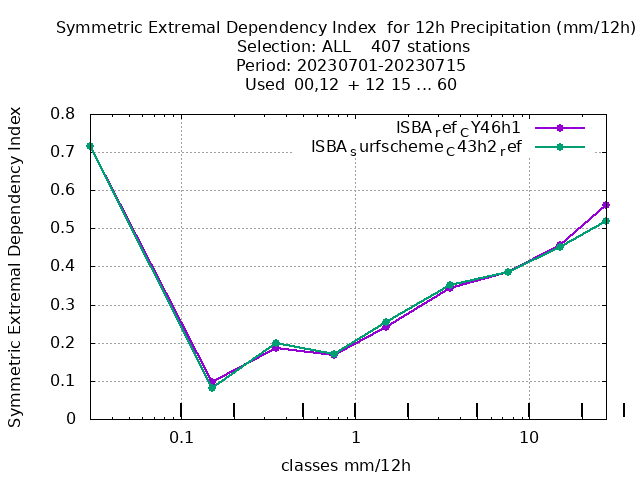 Symmetric Extremal Dependency Index  for 12h Precipitation (mm/12h)
Selection: ALL    407 stations
Period: 20230701-20230715
Used  00,12  + 12 15 ... 60
Symmetric Extremal Dependency Index
0.8
0.7
0.6
0.5
0.4
0.3
0.2
0.1
0
ISBA_ref_CY46h1
ISBA_surfscheme_C43h2_ref
0.1
1
10
classes mm/12h